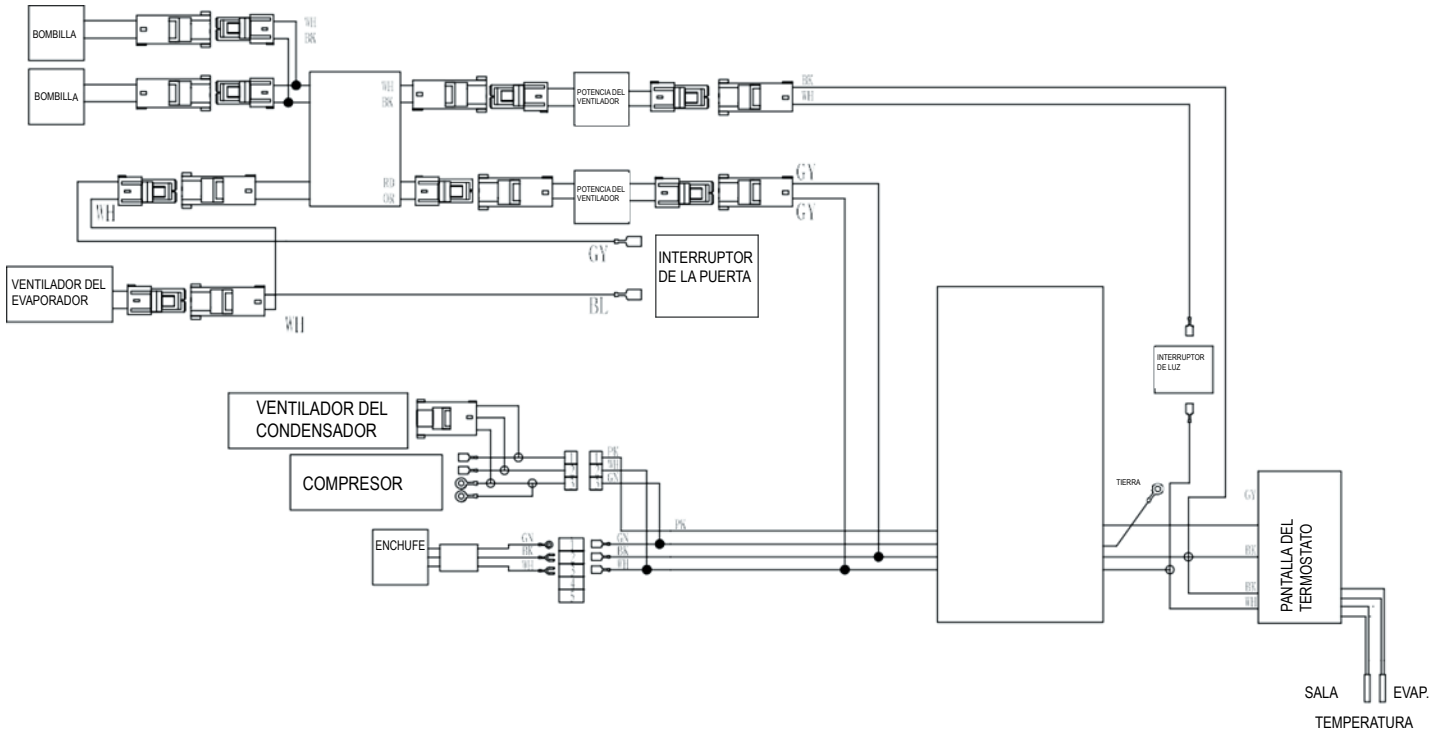 BOMBILLA
WH
BK
BOMBILLA
WH
BK
POTENCIA DEL
VENTILADOR
BK
WH
WH
RD
OR
POTENCIA DEL
VENTILADOR
GY
GY
GY
INTERRUPTOR
DE LA PUERTA
VENTILADOR DEL
EVAPORADOR
WH
BL
INTERRUPTOR
DE LUZ
VENTILADOR DEL
CONDENSADOR
COMPRESOR
PK
WH
GN
TIERRA
PK
ENCHUFE
GN
BK
WH
GN
BK
WH
GY
BK
BK
WH
PANTALLA DEL
TERMOSTATO
SALA
EVAP.
TEMPERATURA